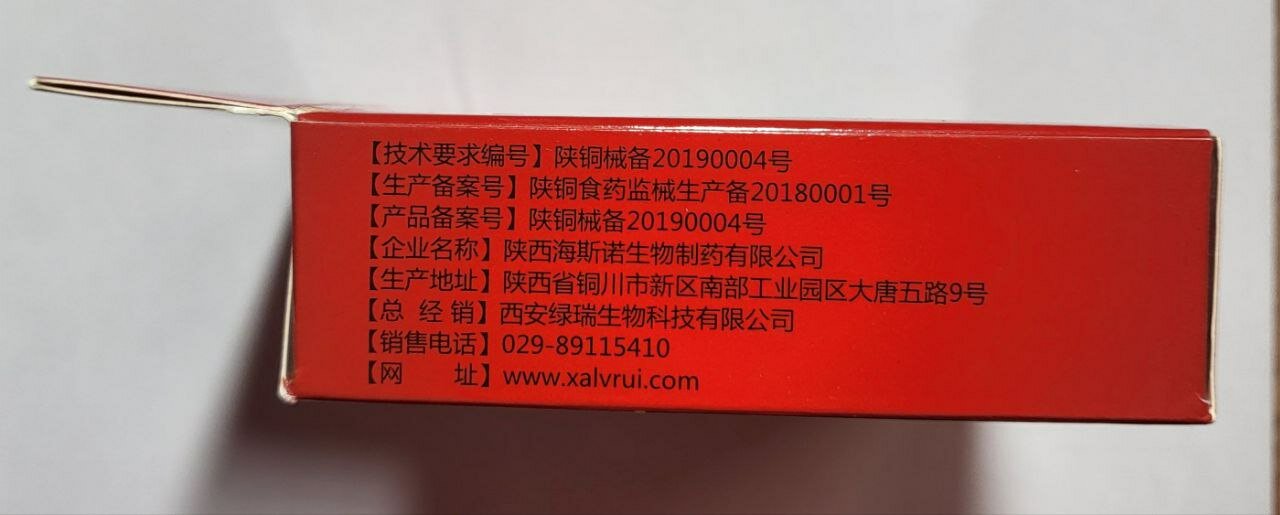 【技术要求编号】陕铜械备20190004号
【生产备案号】陕铜食药监械生产备20180001号
【产品备案号】陕铜械备20190004号
【企业名称】陕西海斯诺生物制药有限公司
【生产地址】陕西省铜川市新区南部工业园区大唐五路9号
【总 经 销】西安绿瑞生物科技有限公司
【销售电话】029-89115410
【网 址】www.xalvrui.com